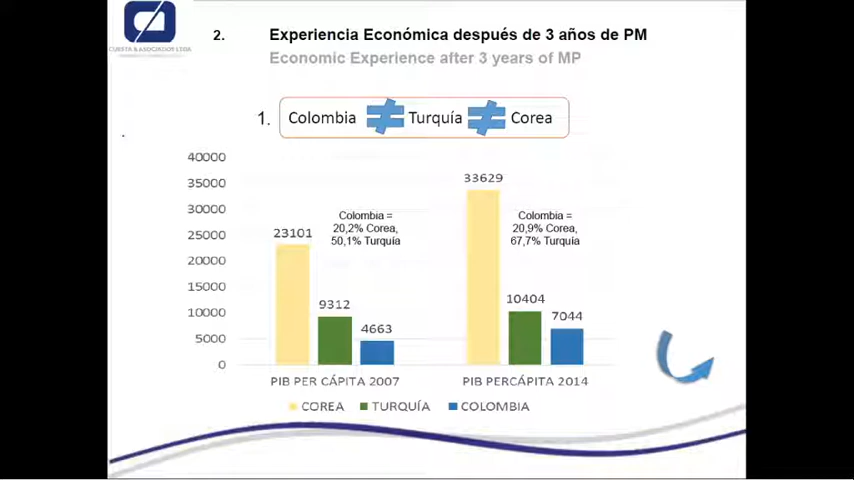 CUESTA & ASOCIADOS LTDA
2. Experiencia Económica después de 3 años de PM
Economic Experience after 3 years of MP
1. Colombia ≠ Turquía ≠ Corea
40000
35000
30000
25000
20000
15000
10000
5000
0
23101
9312
4663
Colombia =
20,2% Corea,
50,1% Turquía
33629
10404
7044
Colombia =
20,9% Corea,
67,7% Turquía
PIB PER CÁPITA 2007
PIB PERCÁPITA 2014
COREA TURQUÍA COLOMBIA